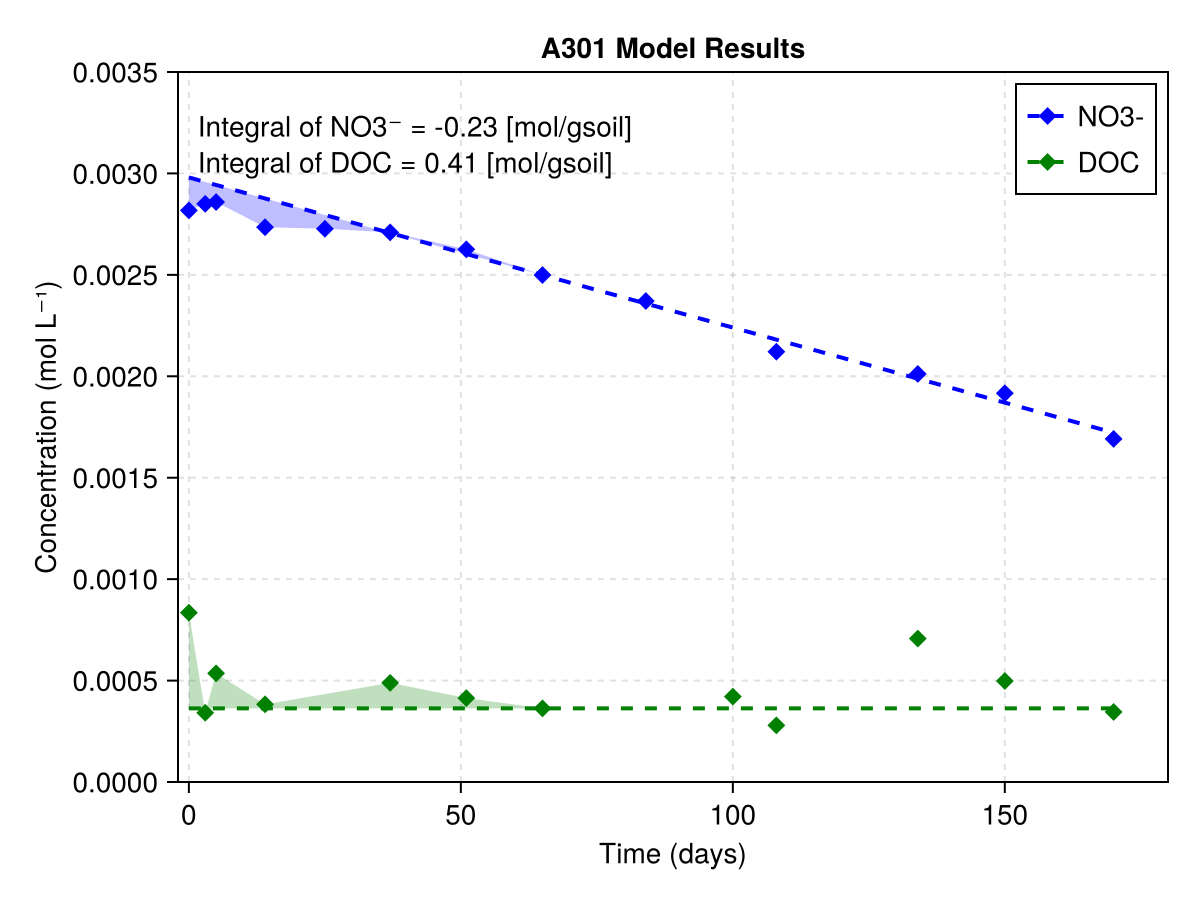 A301 Model Results
0.0035
0.0030
0.0025
0.0020
0.0015
0.0010
0.0005
0.0000
Concentration (mol L⁻¹)
Integral of NO3⁻ = -0.23 [mol/gsoil]
Integral of DOC = 0.41 [mol/gsoil]
NO3-
DOC
0 50 100 150
Time (days)